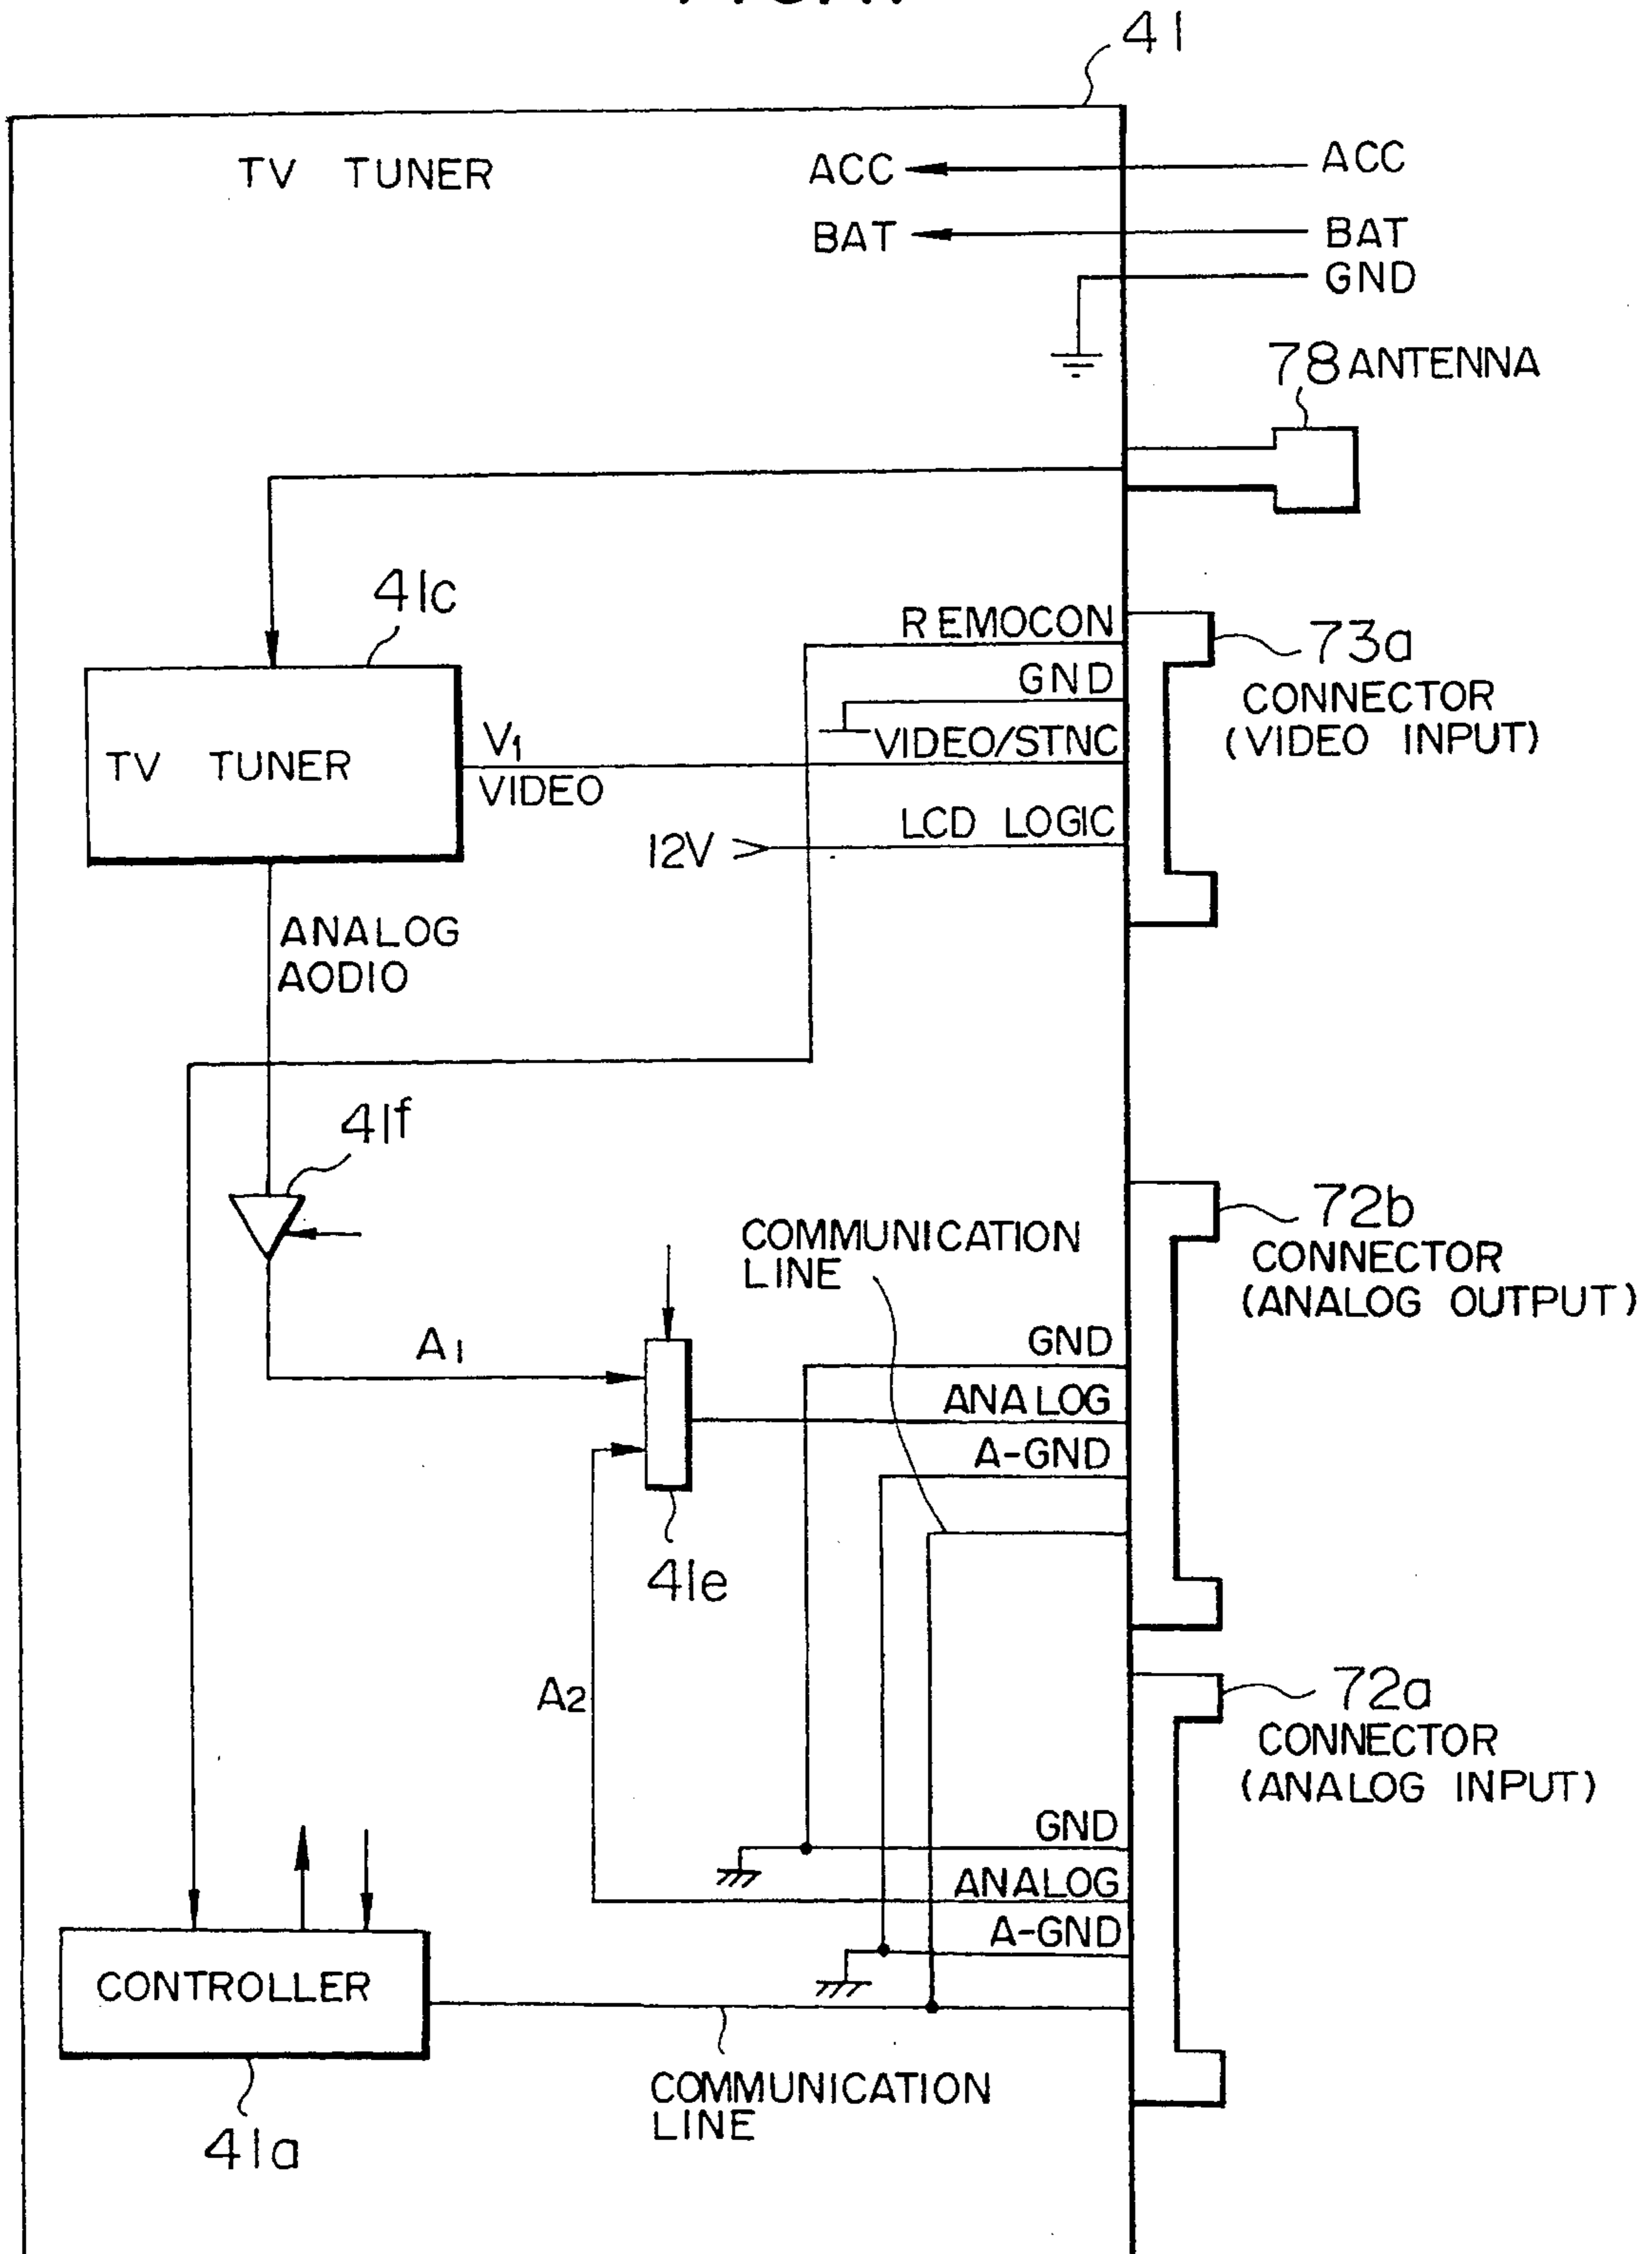 41
TV TUNER
ACC
ACC
BAT
BAT
GND
78 ANTENNA
41c
REMOCON
73a
GND
CONNECTOR
(VIDEO INPUT)
V1
VIDEO/STNC
TV TUNER
VIDEO
LCD LOGIC
12V
ANALOG
AODIO
41f
72b
COMMUNICATION
LINE
CONNECTOR
(ANALOG OUTPUT)
A1
GND
ANALOG
A-GND
41e
A2
72a
CONNECTOR
(ANALOG INPUT)
GND
ANALOG
A-GND
CONTROLLER
COMMUNICATION
LINE
41a